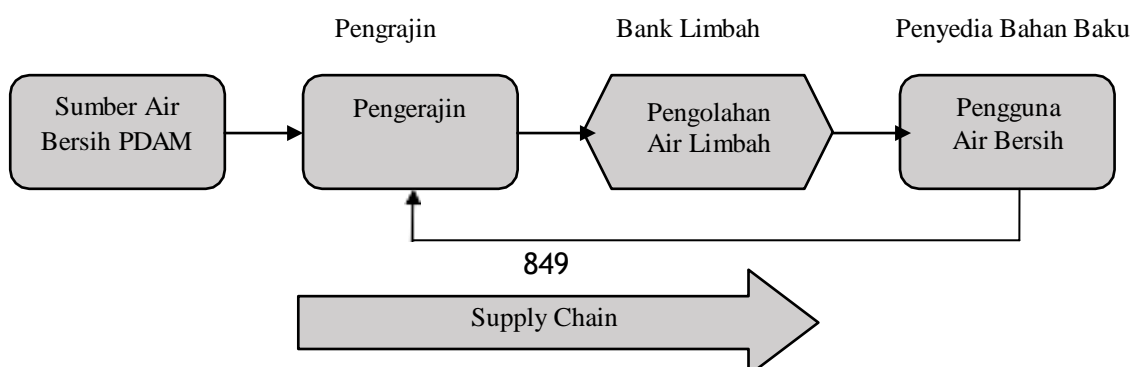 Pengrajin
Bank Limbah
Penyedia Bahan Baku
Sumber Air
Bersih PDAM
Pengerajin
Pengolahan
Air Limbah
Pengguna
Air Bersih
849
Supply Chain